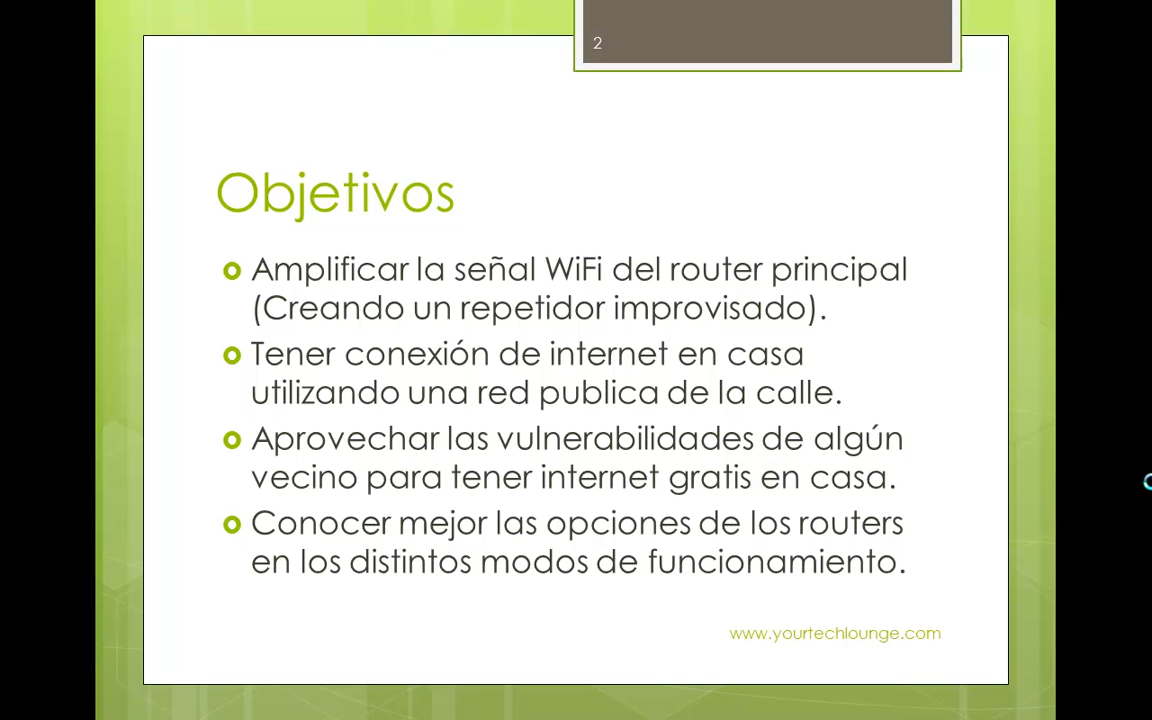 2
Objetivos
Amplificar la señal WiFi del router principal
(Creando un repetidor improvisado).
Tener conexión de internet en casa
utilizando una red publica de la calle.
Aprovechar las vulnerabilidades de algún
vecino para tener internet gratis en casa.
Conocer mejor las opciones de los routers
en los distintos modos de funcionamiento.
www.yourtechlounge.com